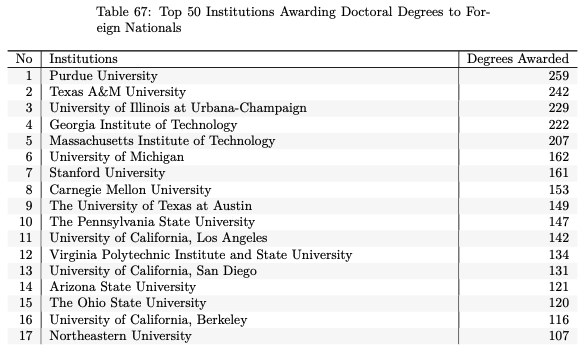 Table 67: Top 50 Institutions Awarding Doctoral Degrees to For-
eign Nationals
No Institutions Degrees Awarded
1 Purdue University 259
2 Texas A&M University 242
3 University of Illinois at Urbana-Champaign 229
4 Georgia Institute of Technology 222
5 Massachusetts Institute of Technology 207
6 University of Michigan 162
7 Stanford University 161
8 Carnegie Mellon University 153
9 The University of Texas at Austin 149
10 The Pennsylvania State University 147
11 University of California, Los Angeles 142
12 Virginia Polytechnic Institute and State University 134
13 University of California, San Diego 131
14 Arizona State University 121
15 The Ohio State University 120
16 University of California, Berkeley 116
17 Northeastern University 107